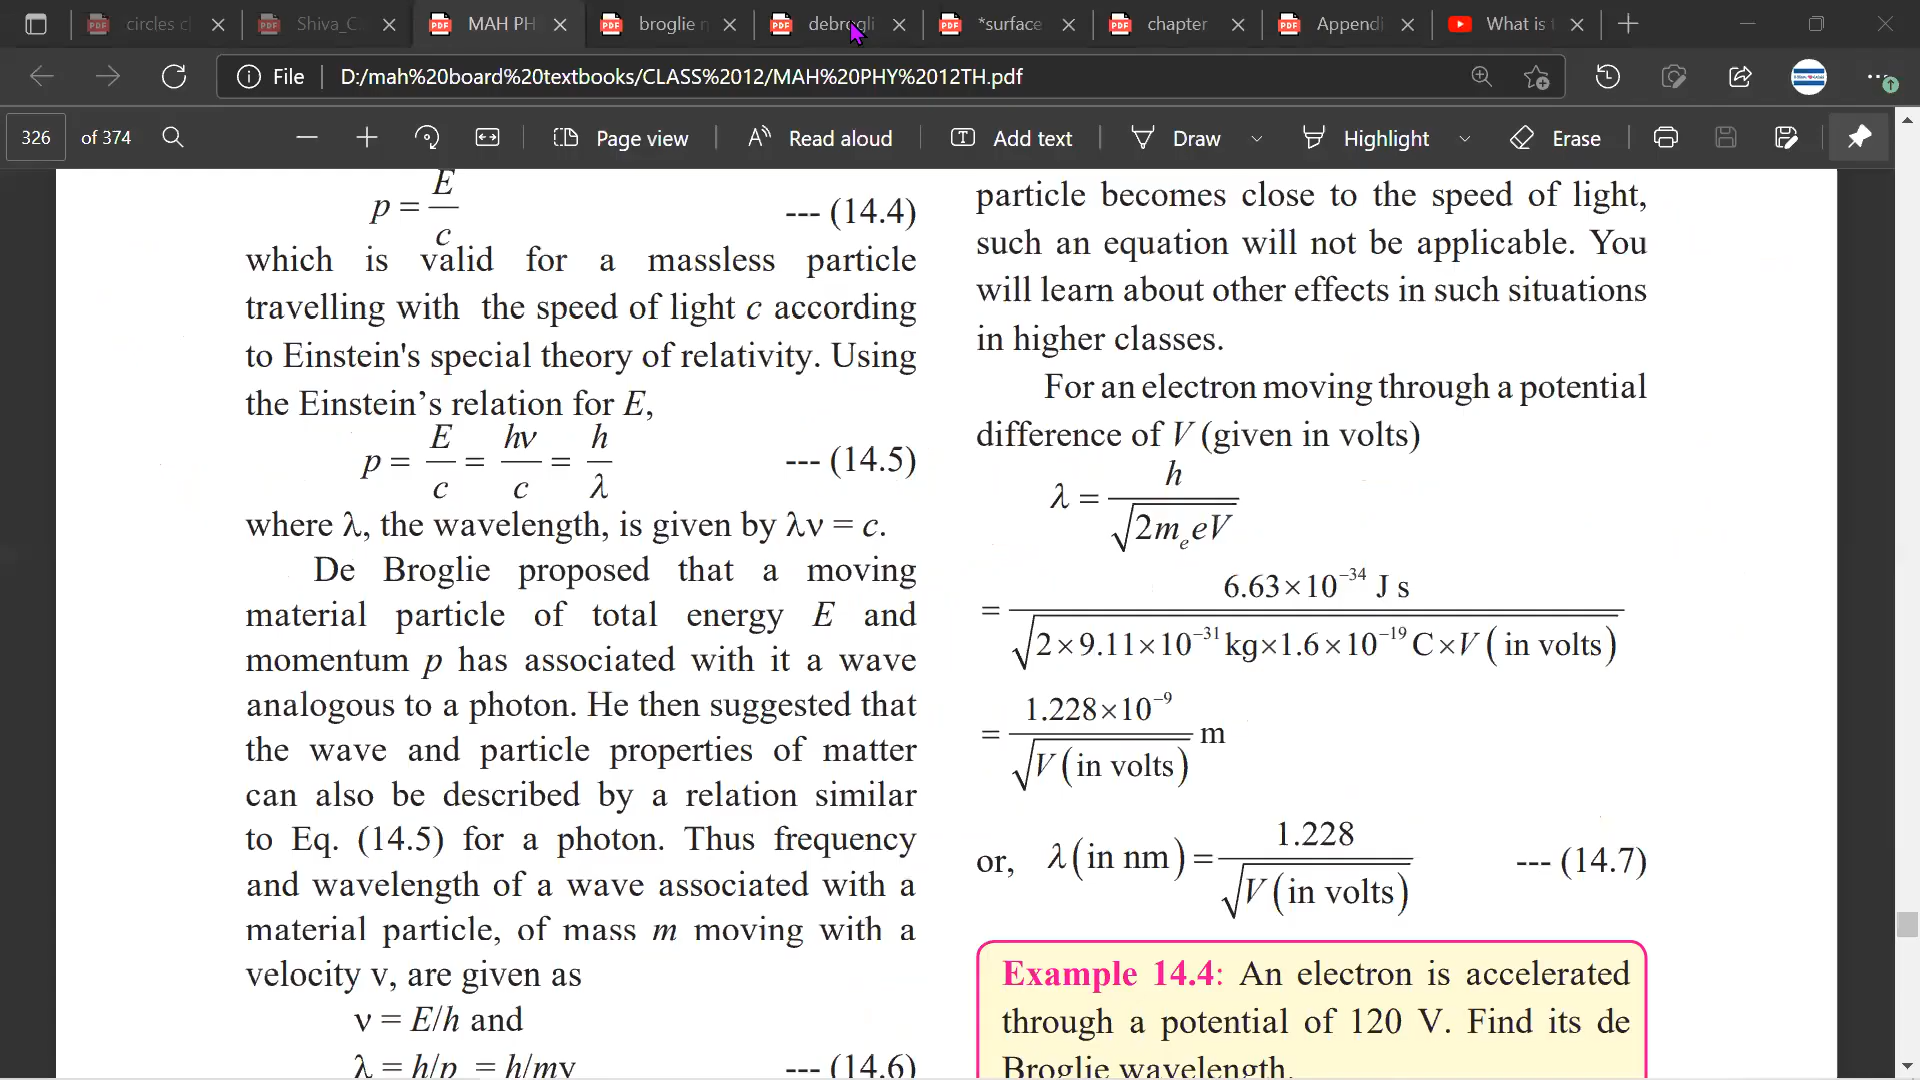 circles c
Shiva_C
MAH PH
broglie r
debrogli
*surface
chapter
Appendi
What is t
File
D:/mah%20board%20textbooks/CLASS%2012/MAH%20PHY%2012TH.pdf
326 of 374
Page view
Read aloud
Add text
Draw
Highlight
Erase
p = E/c --- (14.4)
which is valid for a massless particle
travelling with the speed of light c according
to Einstein's special theory of relativity. Using
the Einstein’s relation for E,
p = E/c = hν/c = h/λ --- (14.5)
where λ, the wavelength, is given by λν = c.
De Broglie proposed that a moving
material particle of total energy E and
momentum p has associated with it a wave
analogous to a photon. He then suggested that
the wave and particle properties of matter
can also be described by a relation similar
to Eq. (14.5) for a photon. Thus frequency
and wavelength of a wave associated with a
material particle, of mass m moving with a
velocity v, are given as
ν = E/h and
λ = h/p = h/mv --- (14.6)
particle becomes close to the speed of light,
such an equation will not be applicable. You
will learn about other effects in such situations
in higher classes.
For an electron moving through a potential
difference of V (given in volts)
λ = h/√(2mₑeV)
= 6.63×10⁻³⁴ J s/√(2×9.11×10⁻³¹kg×1.6×10⁻¹⁹C×V(in volts))
= 1.228×10⁻⁹/√(V(in volts)) m
or, λ(in nm) = 1.228/√(V(in volts)) --- (14.7)
Example 14.4: An electron is accelerated
through a potential of 120 V. Find its de
Broglie wavelength.